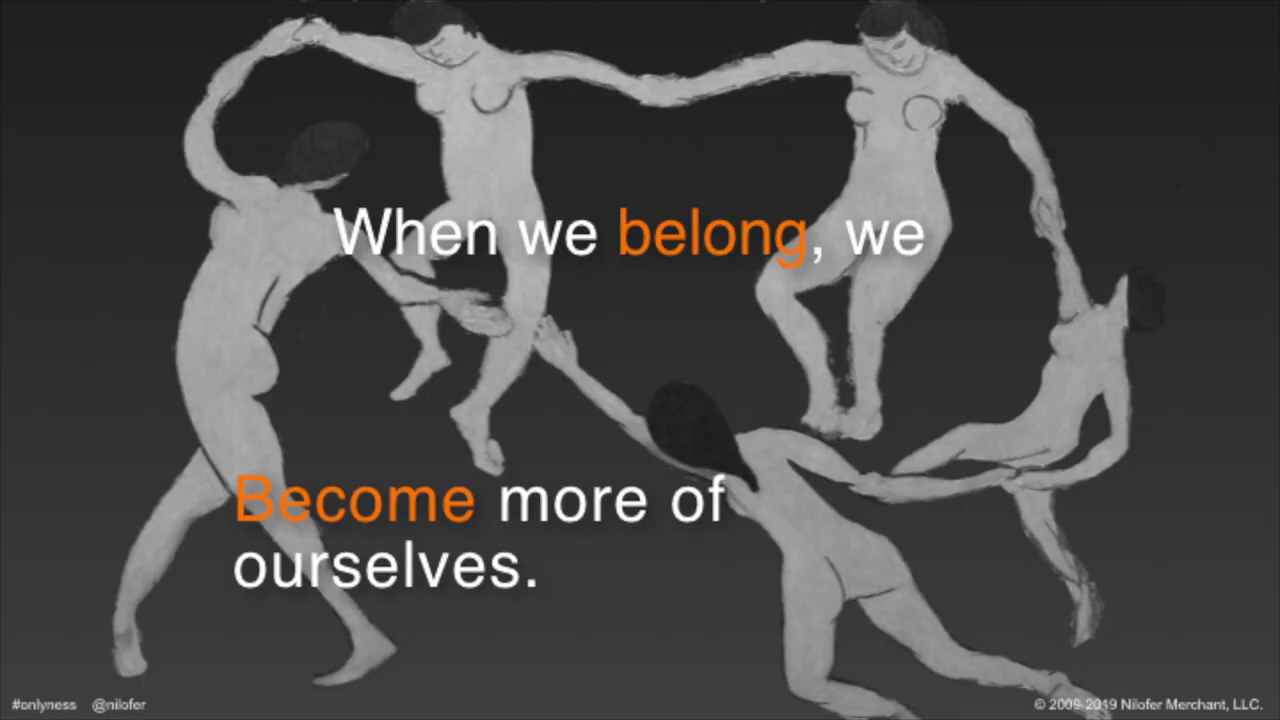 When we belong, we
Become more of
ourselves.
#onlyness @nilofer
© 2009-2019 Nilofer Merchant, LLC.